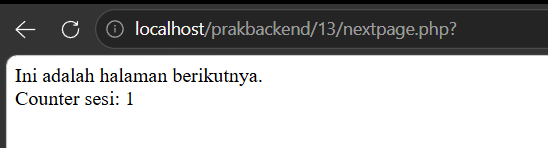 localhost/prakbackend/13/nextpage.php?
Ini adalah halaman berikutnya.
Counter sesi: 1